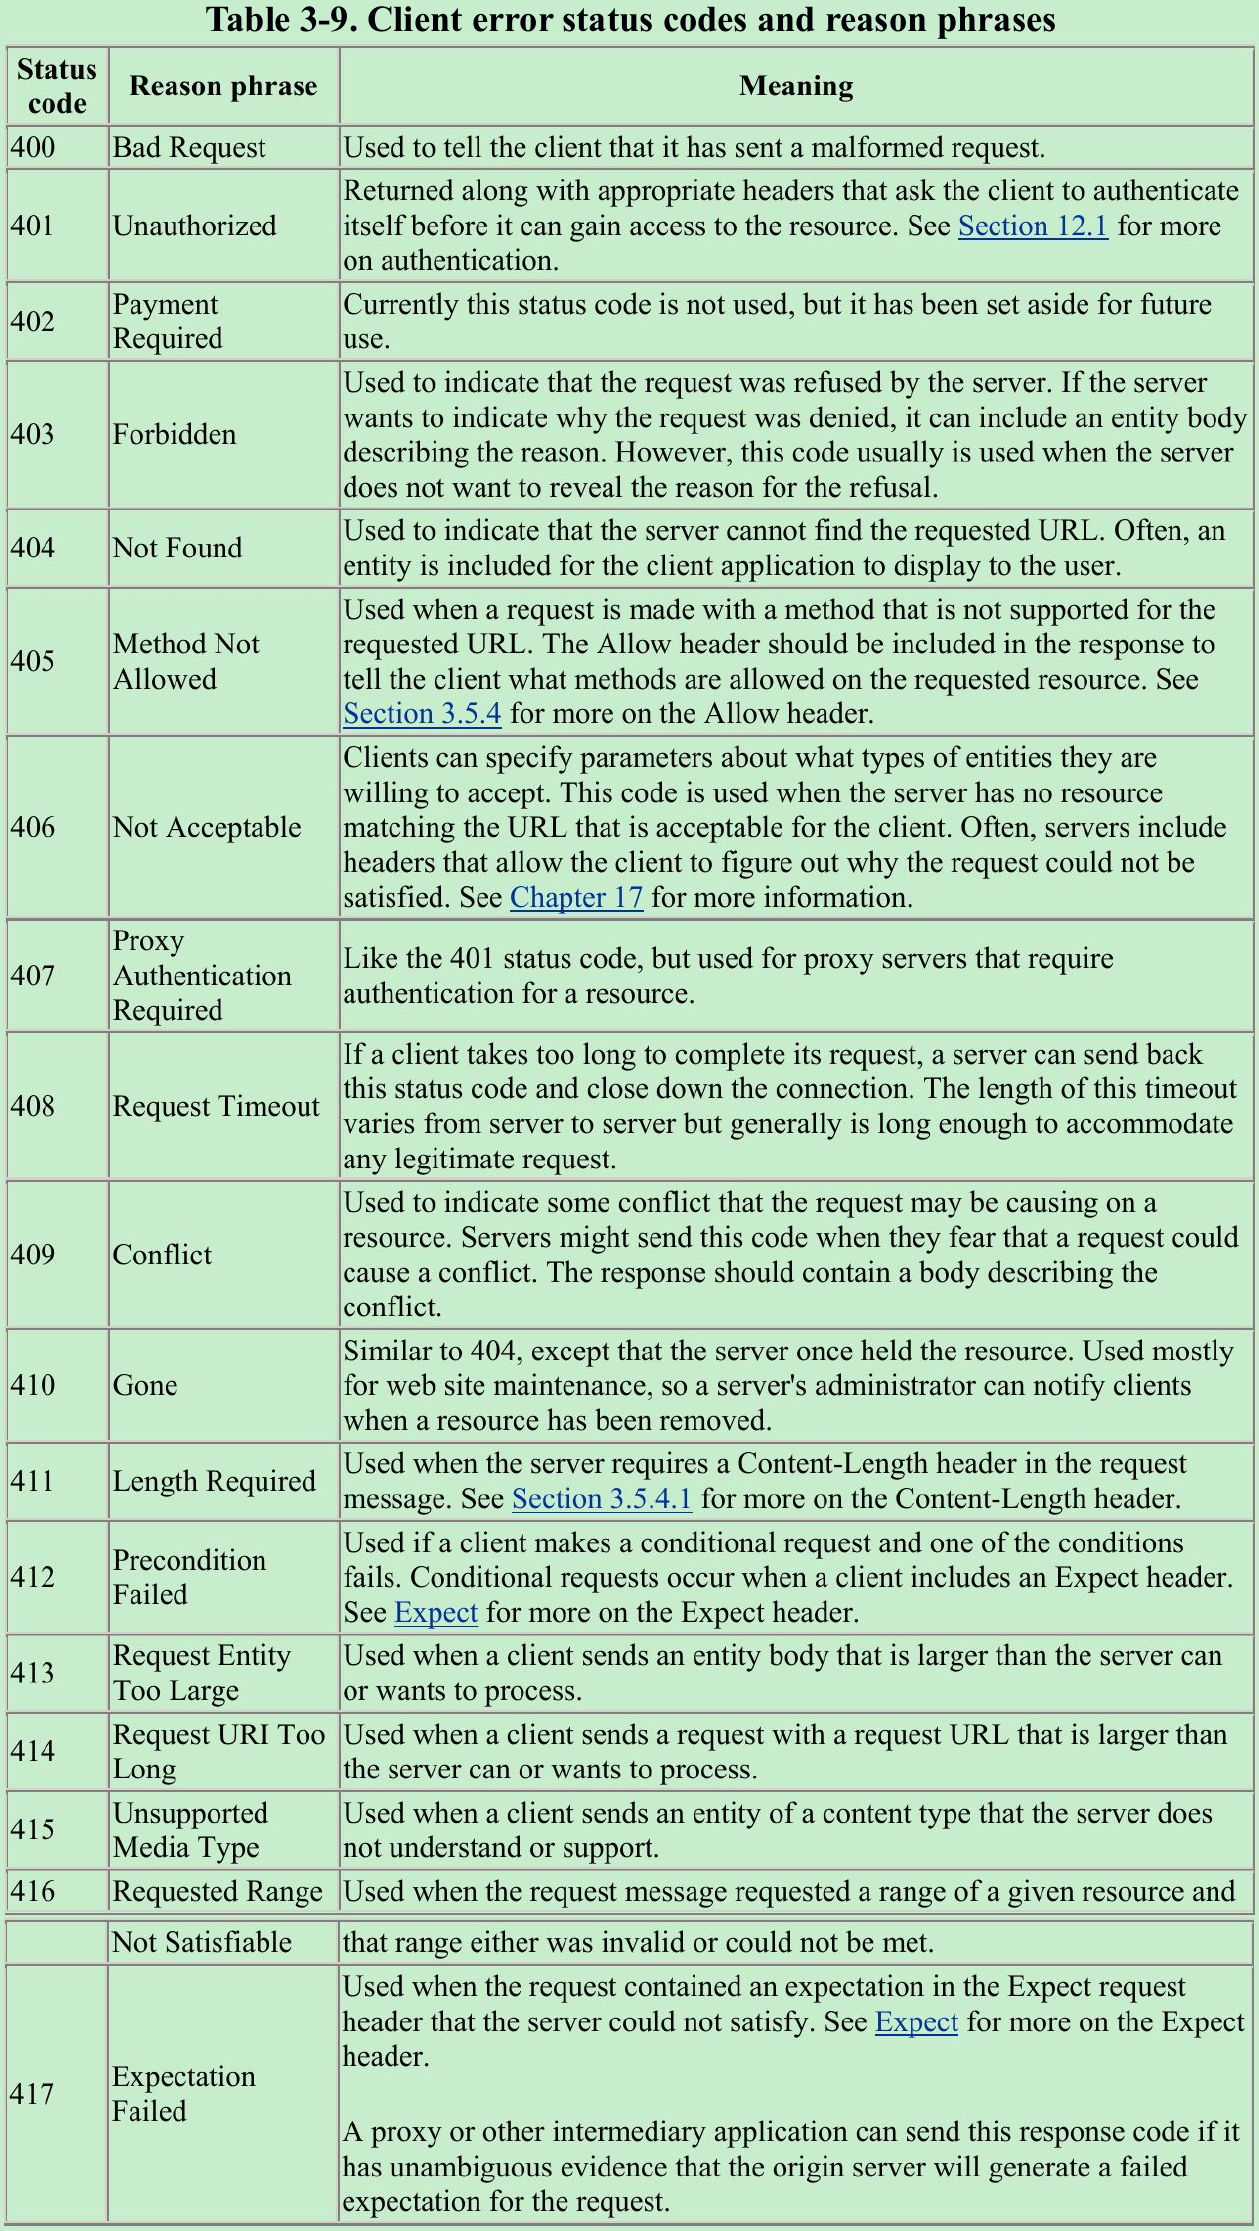 Table 3-9. Client error status codes and reason phrases
Status
code
Reason phrase
Meaning
400
Bad Request
Used to tell the client that it has sent a malformed request.
401
Unauthorized
Returned along with appropriate headers that ask the client to authenticate
itself before it can gain access to the resource. See Section 12.1 for more
on authentication.
402
Payment
Required
Currently this status code is not used, but it has been set aside for future
use.
403
Forbidden
Used to indicate that the request was refused by the server. If the server
wants to indicate why the request was denied, it can include an entity body
describing the reason. However, this code usually is used when the server
does not want to reveal the reason for the refusal.
404
Not Found
Used to indicate that the server cannot find the requested URL. Often, an
entity is included for the client application to display to the user.
405
Method Not
Allowed
Used when a request is made with a method that is not supported for the
requested URL. The Allow header should be included in the response to
tell the client what methods are allowed on the requested resource. See
Section 3.5.4 for more on the Allow header.
406
Not Acceptable
Clients can specify parameters about what types of entities they are
willing to accept. This code is used when the server has no resource
matching the URL that is acceptable for the client. Often, servers include
headers that allow the client to figure out why the request could not be
satisfied. See Chapter 17 for more information.
407
Proxy
Authentication
Required
Like the 401 status code, but used for proxy servers that require
authentication for a resource.
408
Request Timeout
If a client takes too long to complete its request, a server can send back
this status code and close down the connection. The length of this timeout
varies from server to server but generally is long enough to accommodate
any legitimate request.
409
Conflict
Used to indicate some conflict that the request may be causing on a
resource. Servers might send this code when they fear that a request could
cause a conflict. The response should contain a body describing the
conflict.
410
Gone
Similar to 404, except that the server once held the resource. Used mostly
for web site maintenance, so a server's administrator can notify clients
when a resource has been removed.
411
Length Required
Used when the server requires a Content-Length header in the request
message. See Section 3.5.4.1 for more on the Content-Length header.
412
Precondition
Failed
Used if a client makes a conditional request and one of the conditions
fails. Conditional requests occur when a client includes an Expect header.
See Expect for more on the Expect header.
413
Request Entity
Too Large
Used when a client sends an entity body that is larger than the server can
or wants to process.
414
Request URI Too
Long
Used when a client sends a request with a request URL that is larger than
the server can or wants to process.
415
Unsupported
Media Type
Used when a client sends an entity of a content type that the server does
not understand or support.
416
Requested Range
Used when the request message requested a range of a given resource and
Not Satisfiable
that range either was invalid or could not be met.
417
Expectation
Failed
Used when the request contained an expectation in the Expect request
header that the server could not satisfy. See Expect for more on the Expect
header.
A proxy or other intermediary application can send this response code if it
has unambiguous evidence that the origin server will generate a failed
expectation for the request.